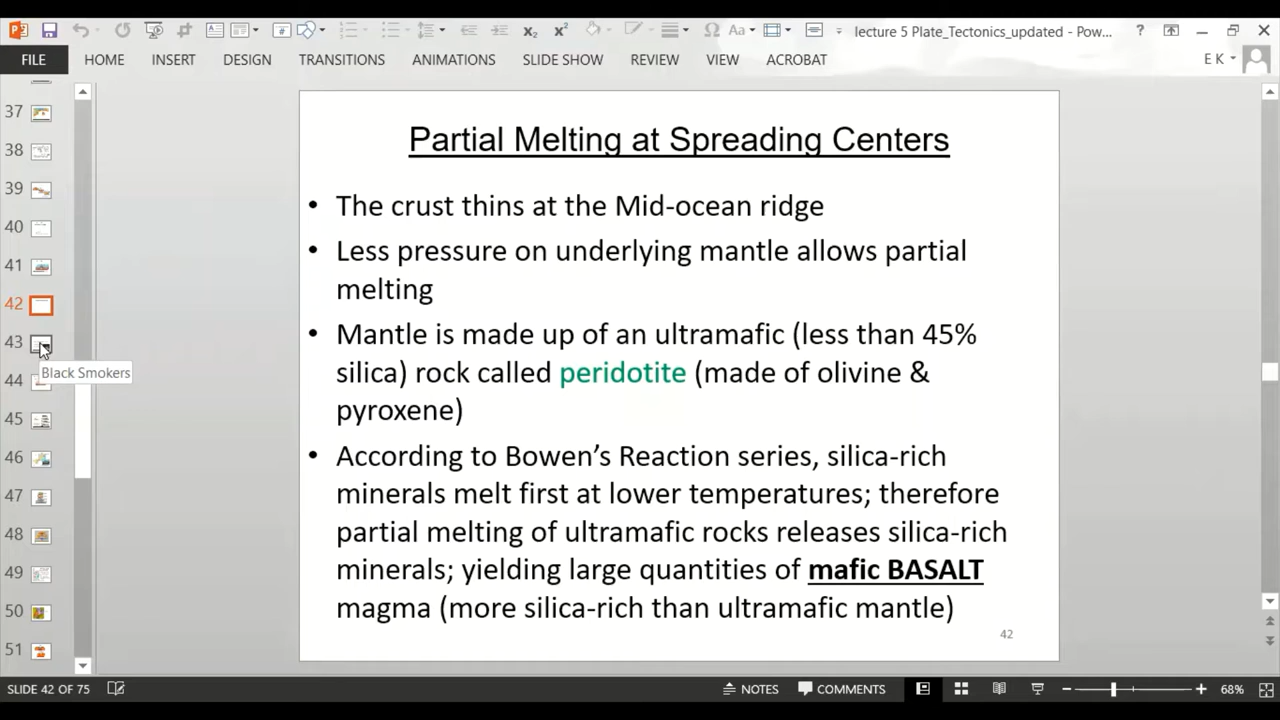 lecture 5 Plate_Tectonics_updated - Pow...
?
E K
FILE
HOME
INSERT
DESIGN
TRANSITIONS
ANIMATIONS
SLIDE SHOW
REVIEW
VIEW
ACROBAT
37
38
39
40
41
42
43
Black Smokers
44
45
46
47
48
49
50
51
Partial Melting at Spreading Centers
• The crust thins at the Mid-ocean ridge
• Less pressure on underlying mantle allows partial
melting
• Mantle is made up of an ultramafic (less than 45%
silica) rock called peridotite (made of olivine &
pyroxene)
• According to Bowen’s Reaction series, silica-rich
minerals melt first at lower temperatures; therefore
partial melting of ultramafic rocks releases silica-rich
minerals; yielding large quantities of mafic BASALT
magma (more silica-rich than ultramafic mantle)
42
SLIDE 42 OF 75
NOTES
COMMENTS
68%